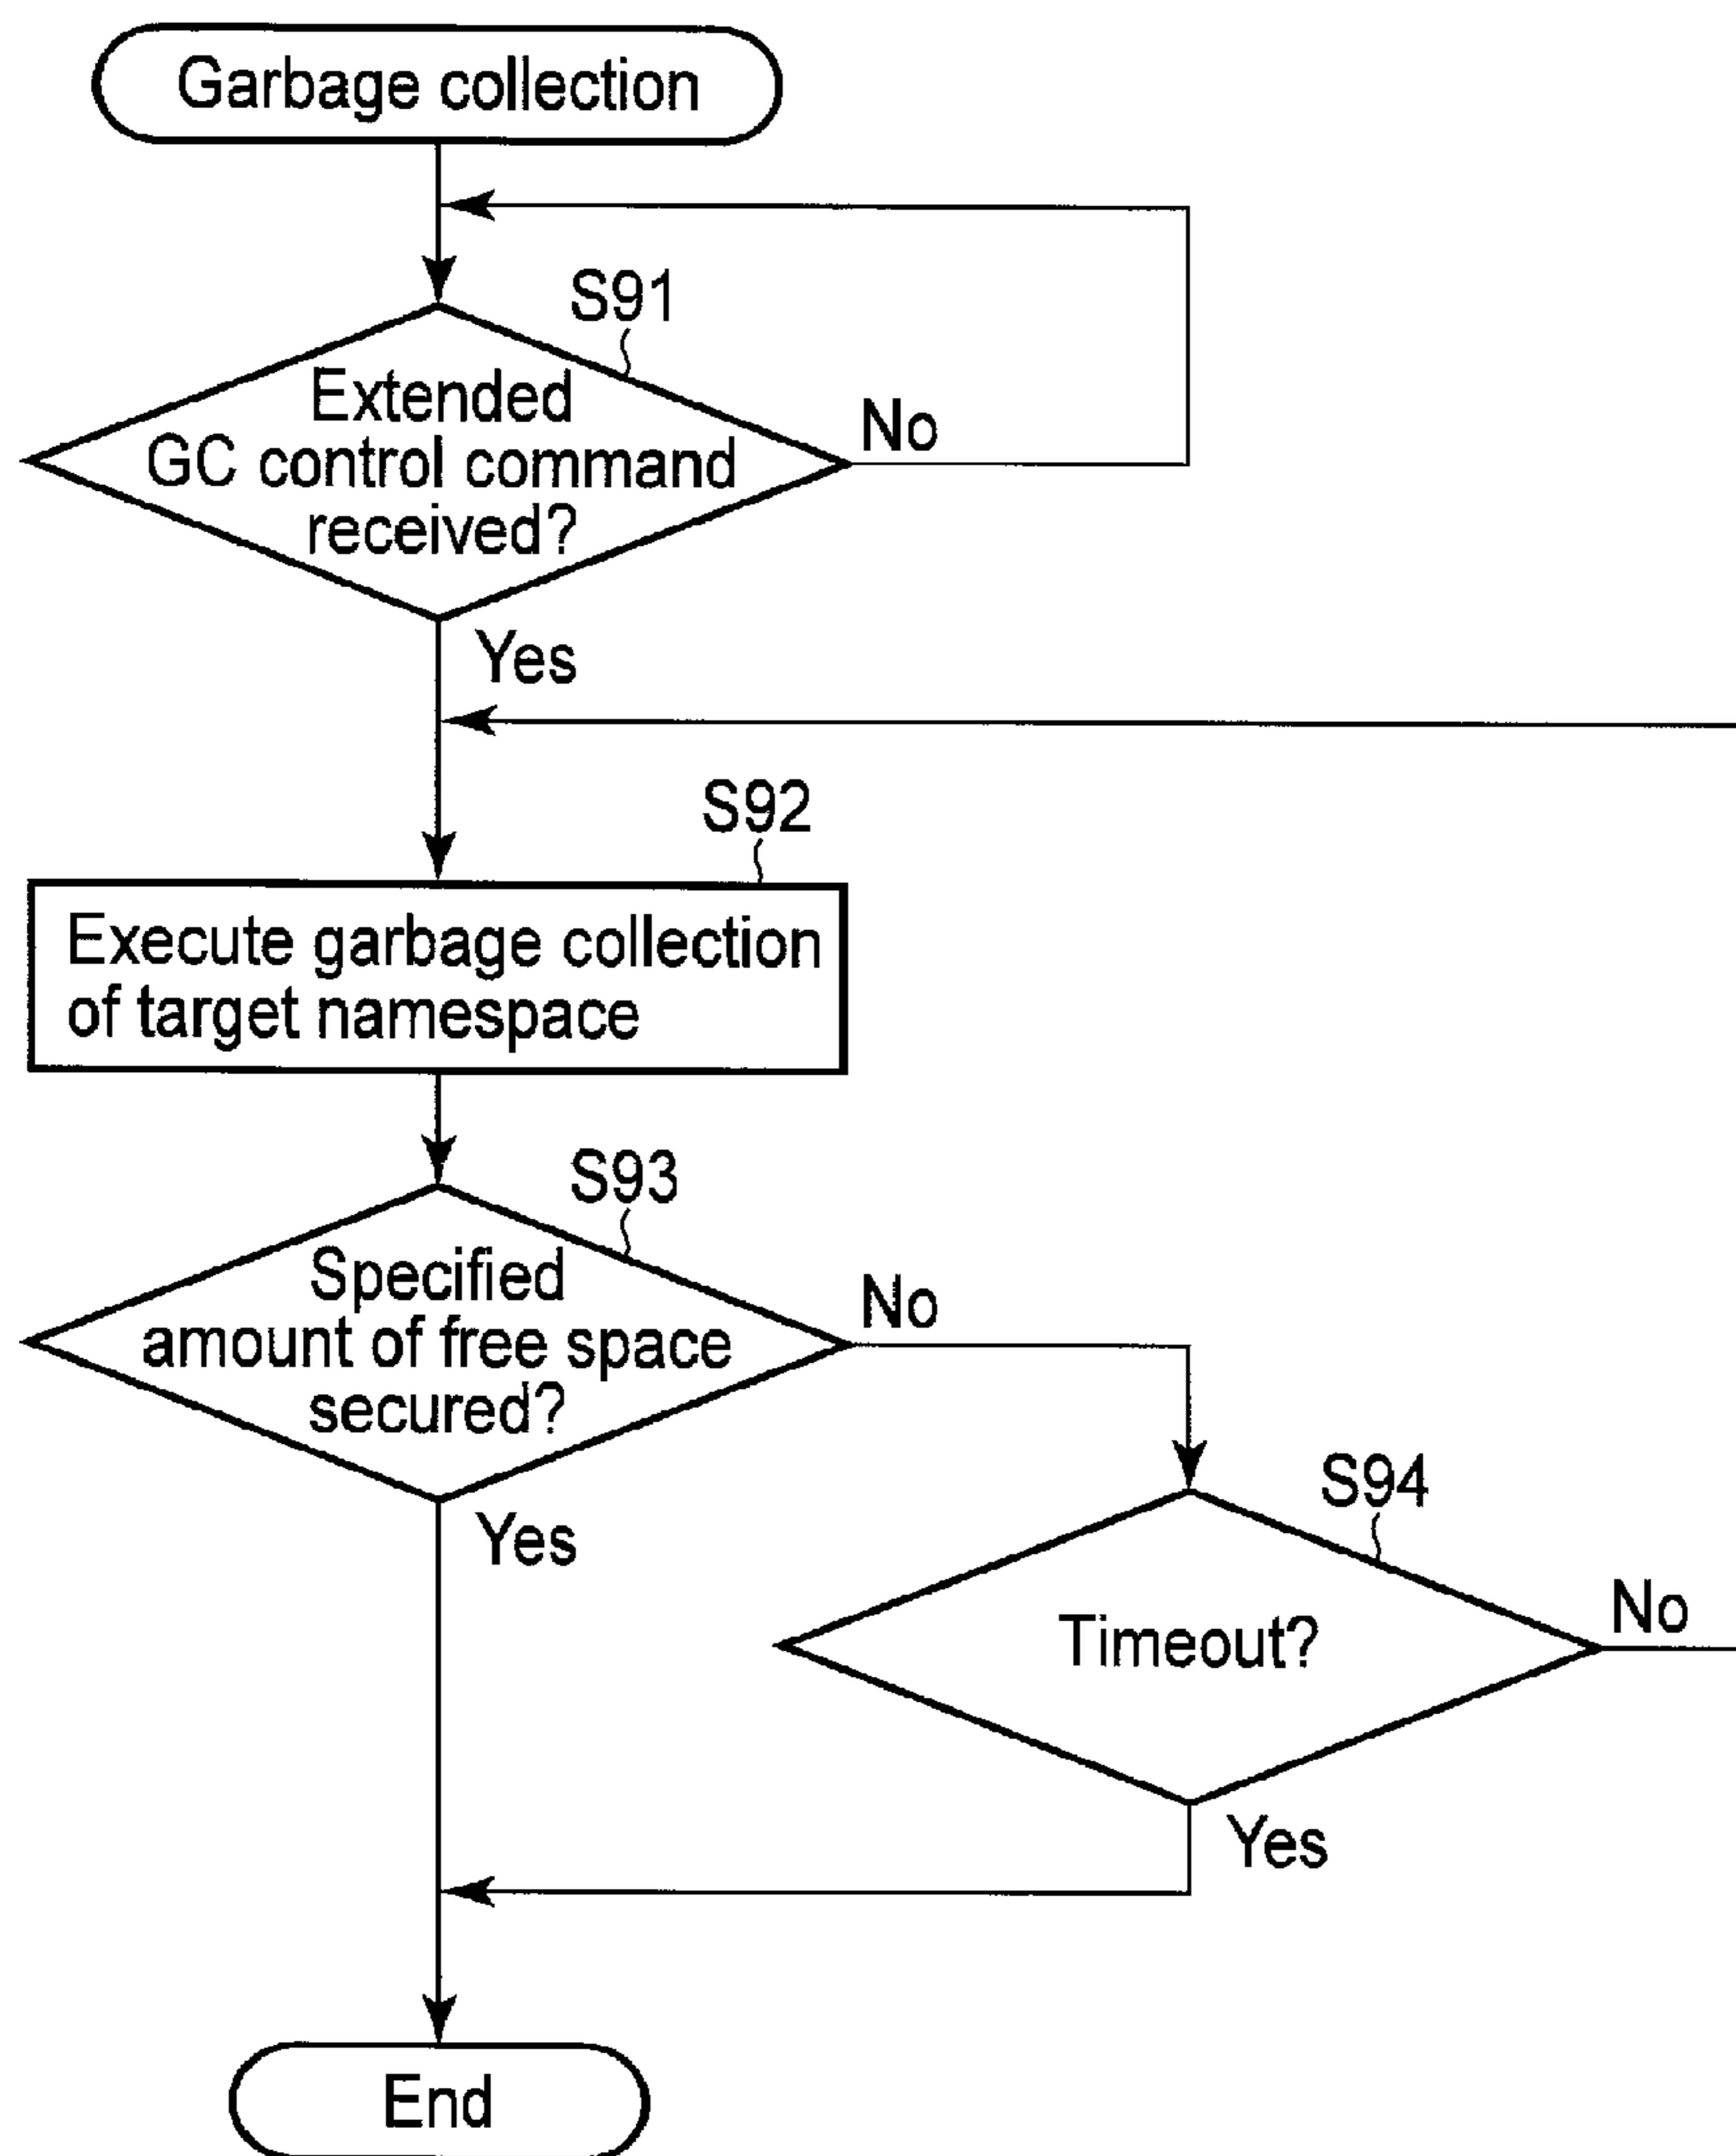 Garbage collection
S91
Extended
GC control command
received?
No
Yes
S92
Execute garbage collection
of target namespace
S93
Specified
amount of free space
secured?
No
Yes
S94
Timeout?
No
Yes
End